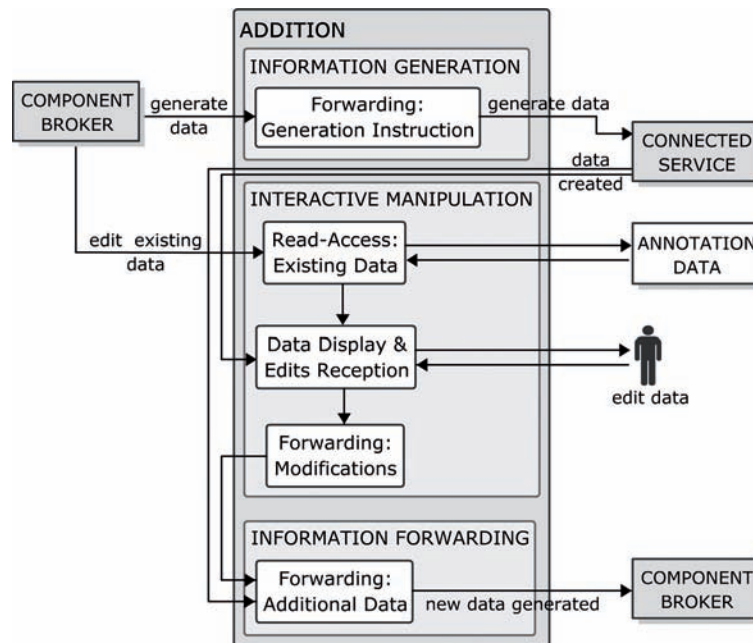 ADDITION
INFORMATION GENERATION
COMPONENT
BROKER
generate
data
Forwarding:
Generation Instruction
generate data
CONNECTED
SERVICE
data
created
INTERACTIVE MANIPULATION
edit existing
data
Read-Access:
Existing Data
ANNOTATION
DATA
Data Display &
Edits Reception
edit data
Forwarding:
Modifications
INFORMATION FORWARDING
Forwarding:
Additional Data
new data generated
COMPONENT
BROKER